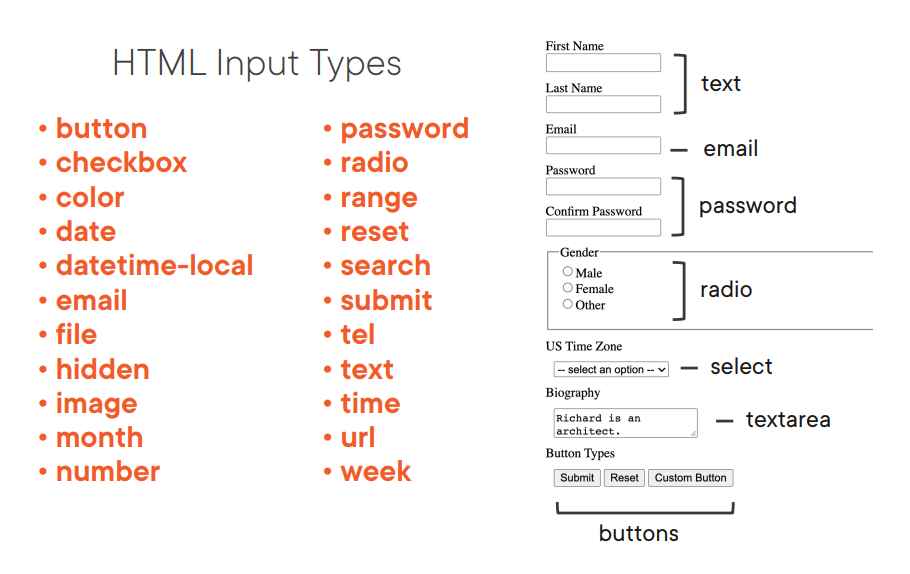 HTML Input Types
• button
• checkbox
• color
• date
• datetime-local
• email
• file
• hidden
• image
• month
• number
• password
• radio
• range
• reset
• search
• submit
• tel
• text
• time
• url
• week
First Name
Last Name
text
Email
email
Password
Confirm Password
password
Gender
Male
Female
Other
radio
US Time Zone
-- select an option --
select
Biography
Richard is an
architect.
textarea
Button Types
Submit Reset Custom Button
buttons